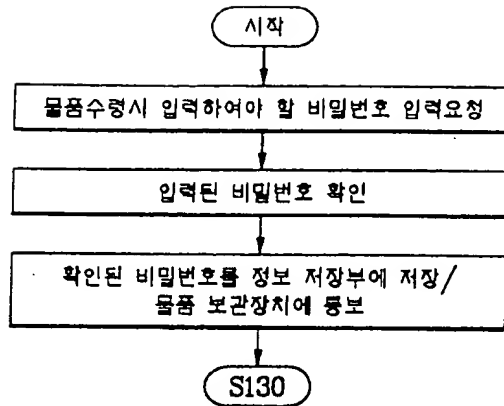 시작
물품수령시 입력하여야 할 비밀번호 입력요청
입력된 비밀번호 확인
확인된 비밀번호를 정보 저장부에 저장/
물품 보관장치에 통보
S130